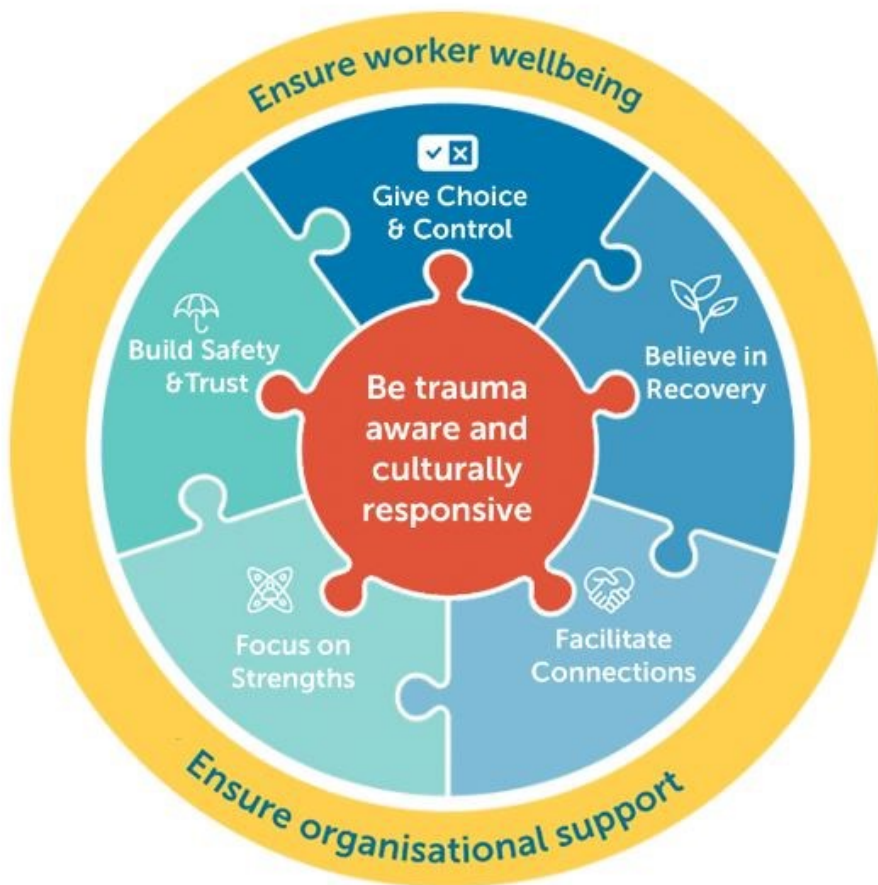 Ensure worker wellbeing
Give Choice
& Control
Build Safety
&Trust
Believe in
Recovery
Be trauma
aware and
culturally
responsive
Focus on
Strengths
Facilitate
Connections
Ensure organisational support